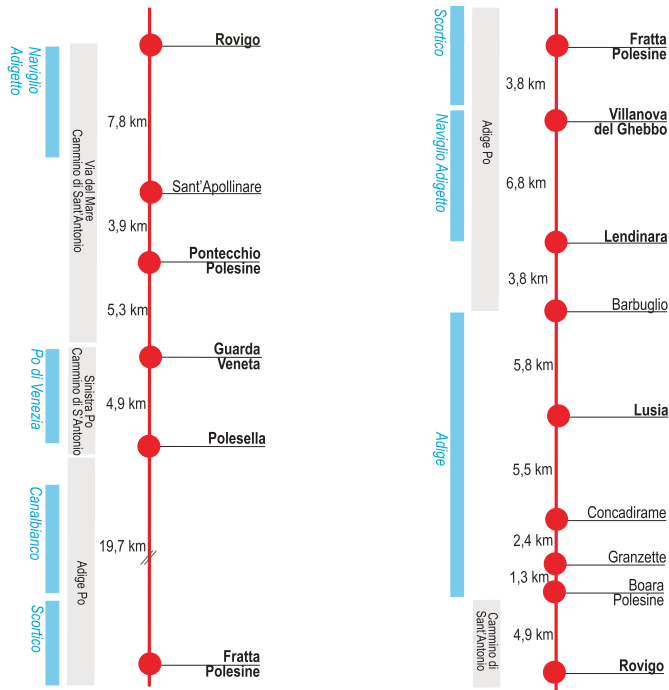 Rovigo
Naviglio
Adigetto
7,8 km
Via del Mare
Cammino di Sant'Antonio
Sant'Apollinare
3,9 km
Pontecchio
Polesine
5,3 km
Guarda
Veneta
Po di Venezia
Sinistra Po
Cammino di S'Antonio
4,9 km
Polesella
Canalbianco
19,7 km
Adige Po
Scortico
Fratta
Polesine
Scortico
Fratta
Polesine
3,8 km
Adige Po
Villanova
del Ghebbo
Naviglio Adigetto
6,8 km
Lendinara
3,8 km
Barbuglio
5,8 km
Lusia
Adige
5,5 km
Concadirame
2,4 km
Granzette
1,3 km
Boara
Polesine
Cammino di
Sant'Antonio
4,9 km
Rovigo